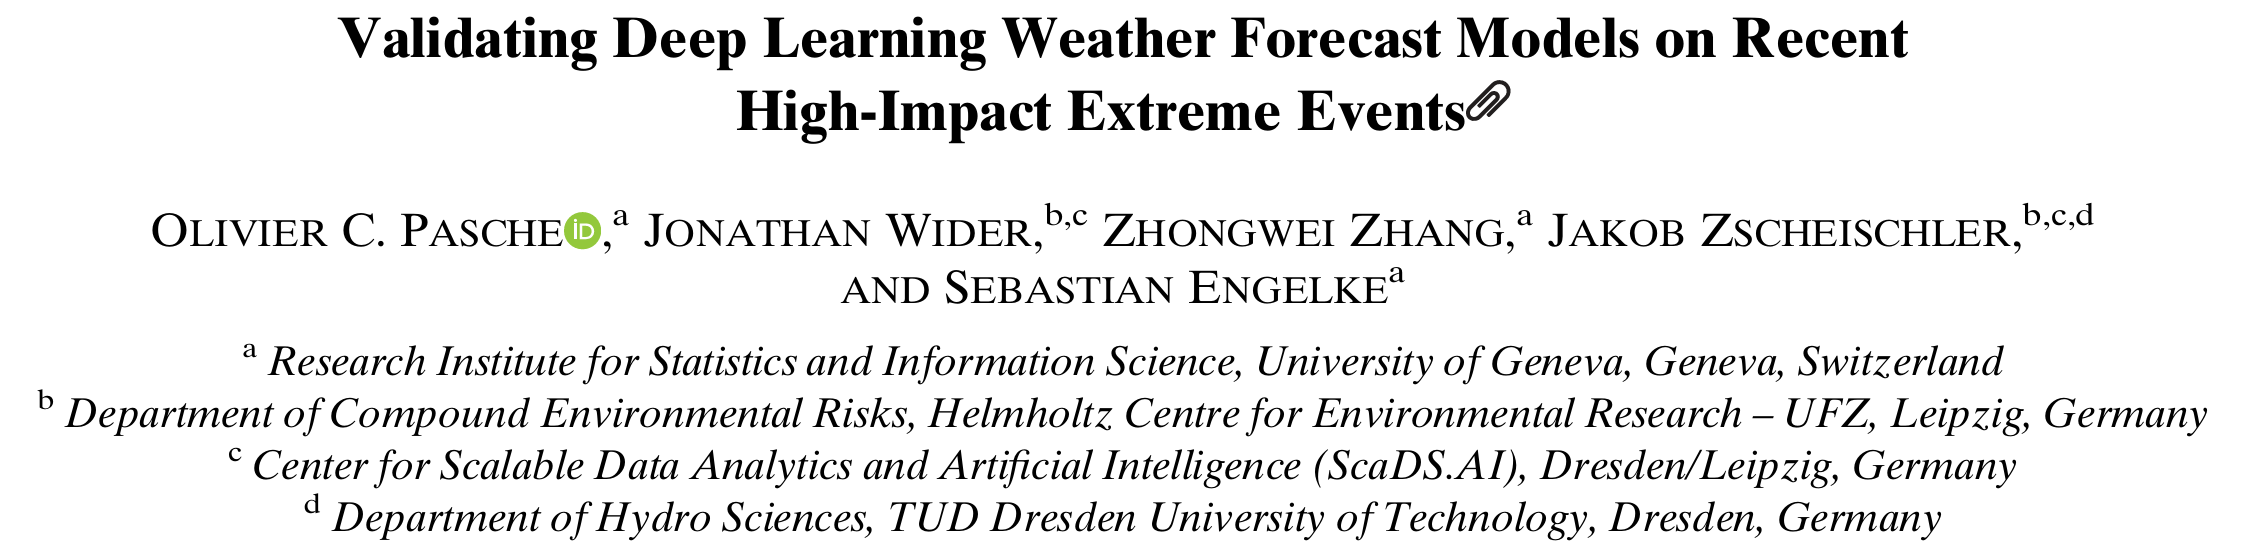 Validating Deep Learning Weather Forecast Models on Recent
High-Impact Extreme Events
OLIVIER C. PASCHE iD,a JONATHAN WIDER,b,c ZHONGWEI ZHANG,a JAKOB ZSCHEISCHLER,b,c,d
AND SEBASTIAN ENGELKEa
a Research Institute for Statistics and Information Science, University of Geneva, Geneva, Switzerland
b Department of Compound Environmental Risks, Helmholtz Centre for Environmental Research – UFZ, Leipzig, Germany
c Center for Scalable Data Analytics and Artificial Intelligence (ScaDS.AI), Dresden/Leipzig, Germany
d Department of Hydro Sciences, TUD Dresden University of Technology, Dresden, Germany